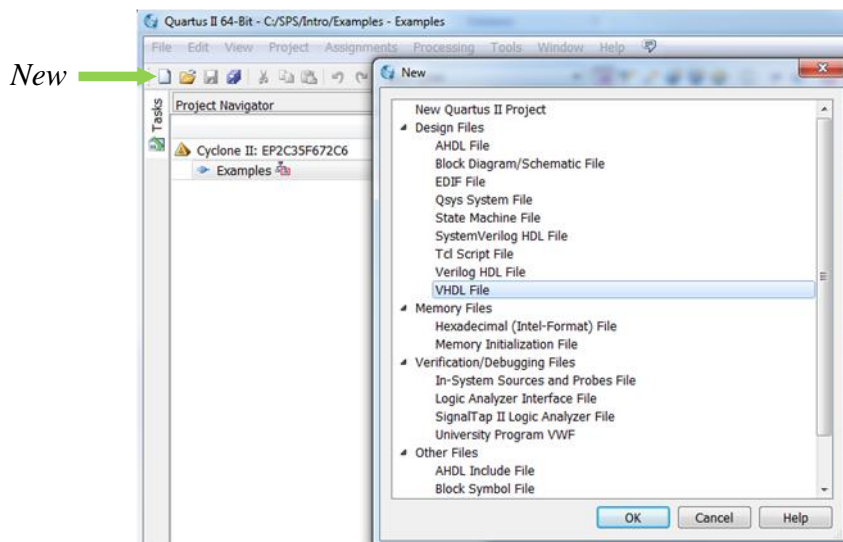 Quartus II 64-Bit - C:/SPS/Intro/Examples - Examples
File Edit View Project Assignments Processing Tools Window Help
New
Tasks
Project Navigator
Cyclone II: EP2C35F672C6
Examples
New
New Quartus II Project
Design Files
AHDL File
Block Diagram/Schematic File
EDIF File
Qsys System File
State Machine File
SystemVerilog HDL File
Tcl Script File
Verilog HDL File
VHDL File
Memory Files
Hexadecimal (Intel-Format) File
Memory Initialization File
Verification/Debugging Files
In-System Sources and Probes File
Logic Analyzer Interface File
SignalTap II Logic Analyzer File
University Program VWF
Other Files
AHDL Include File
Block Symbol File
OK Cancel Help